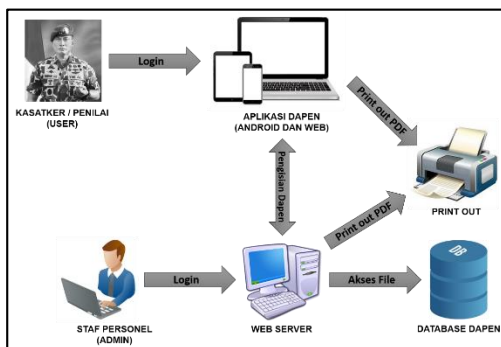 Login
KASATKER / PENILAI
(USER)
APLIKASI DAPEN
(ANDROID DAN WEB)
Print out PDF
Pengisian Dapen
PRINT OUT
Print out PDF
Login
Akses File
DB
STAF PERSONEL
(ADMIN)
WEB SERVER
DATABASE DAPEN